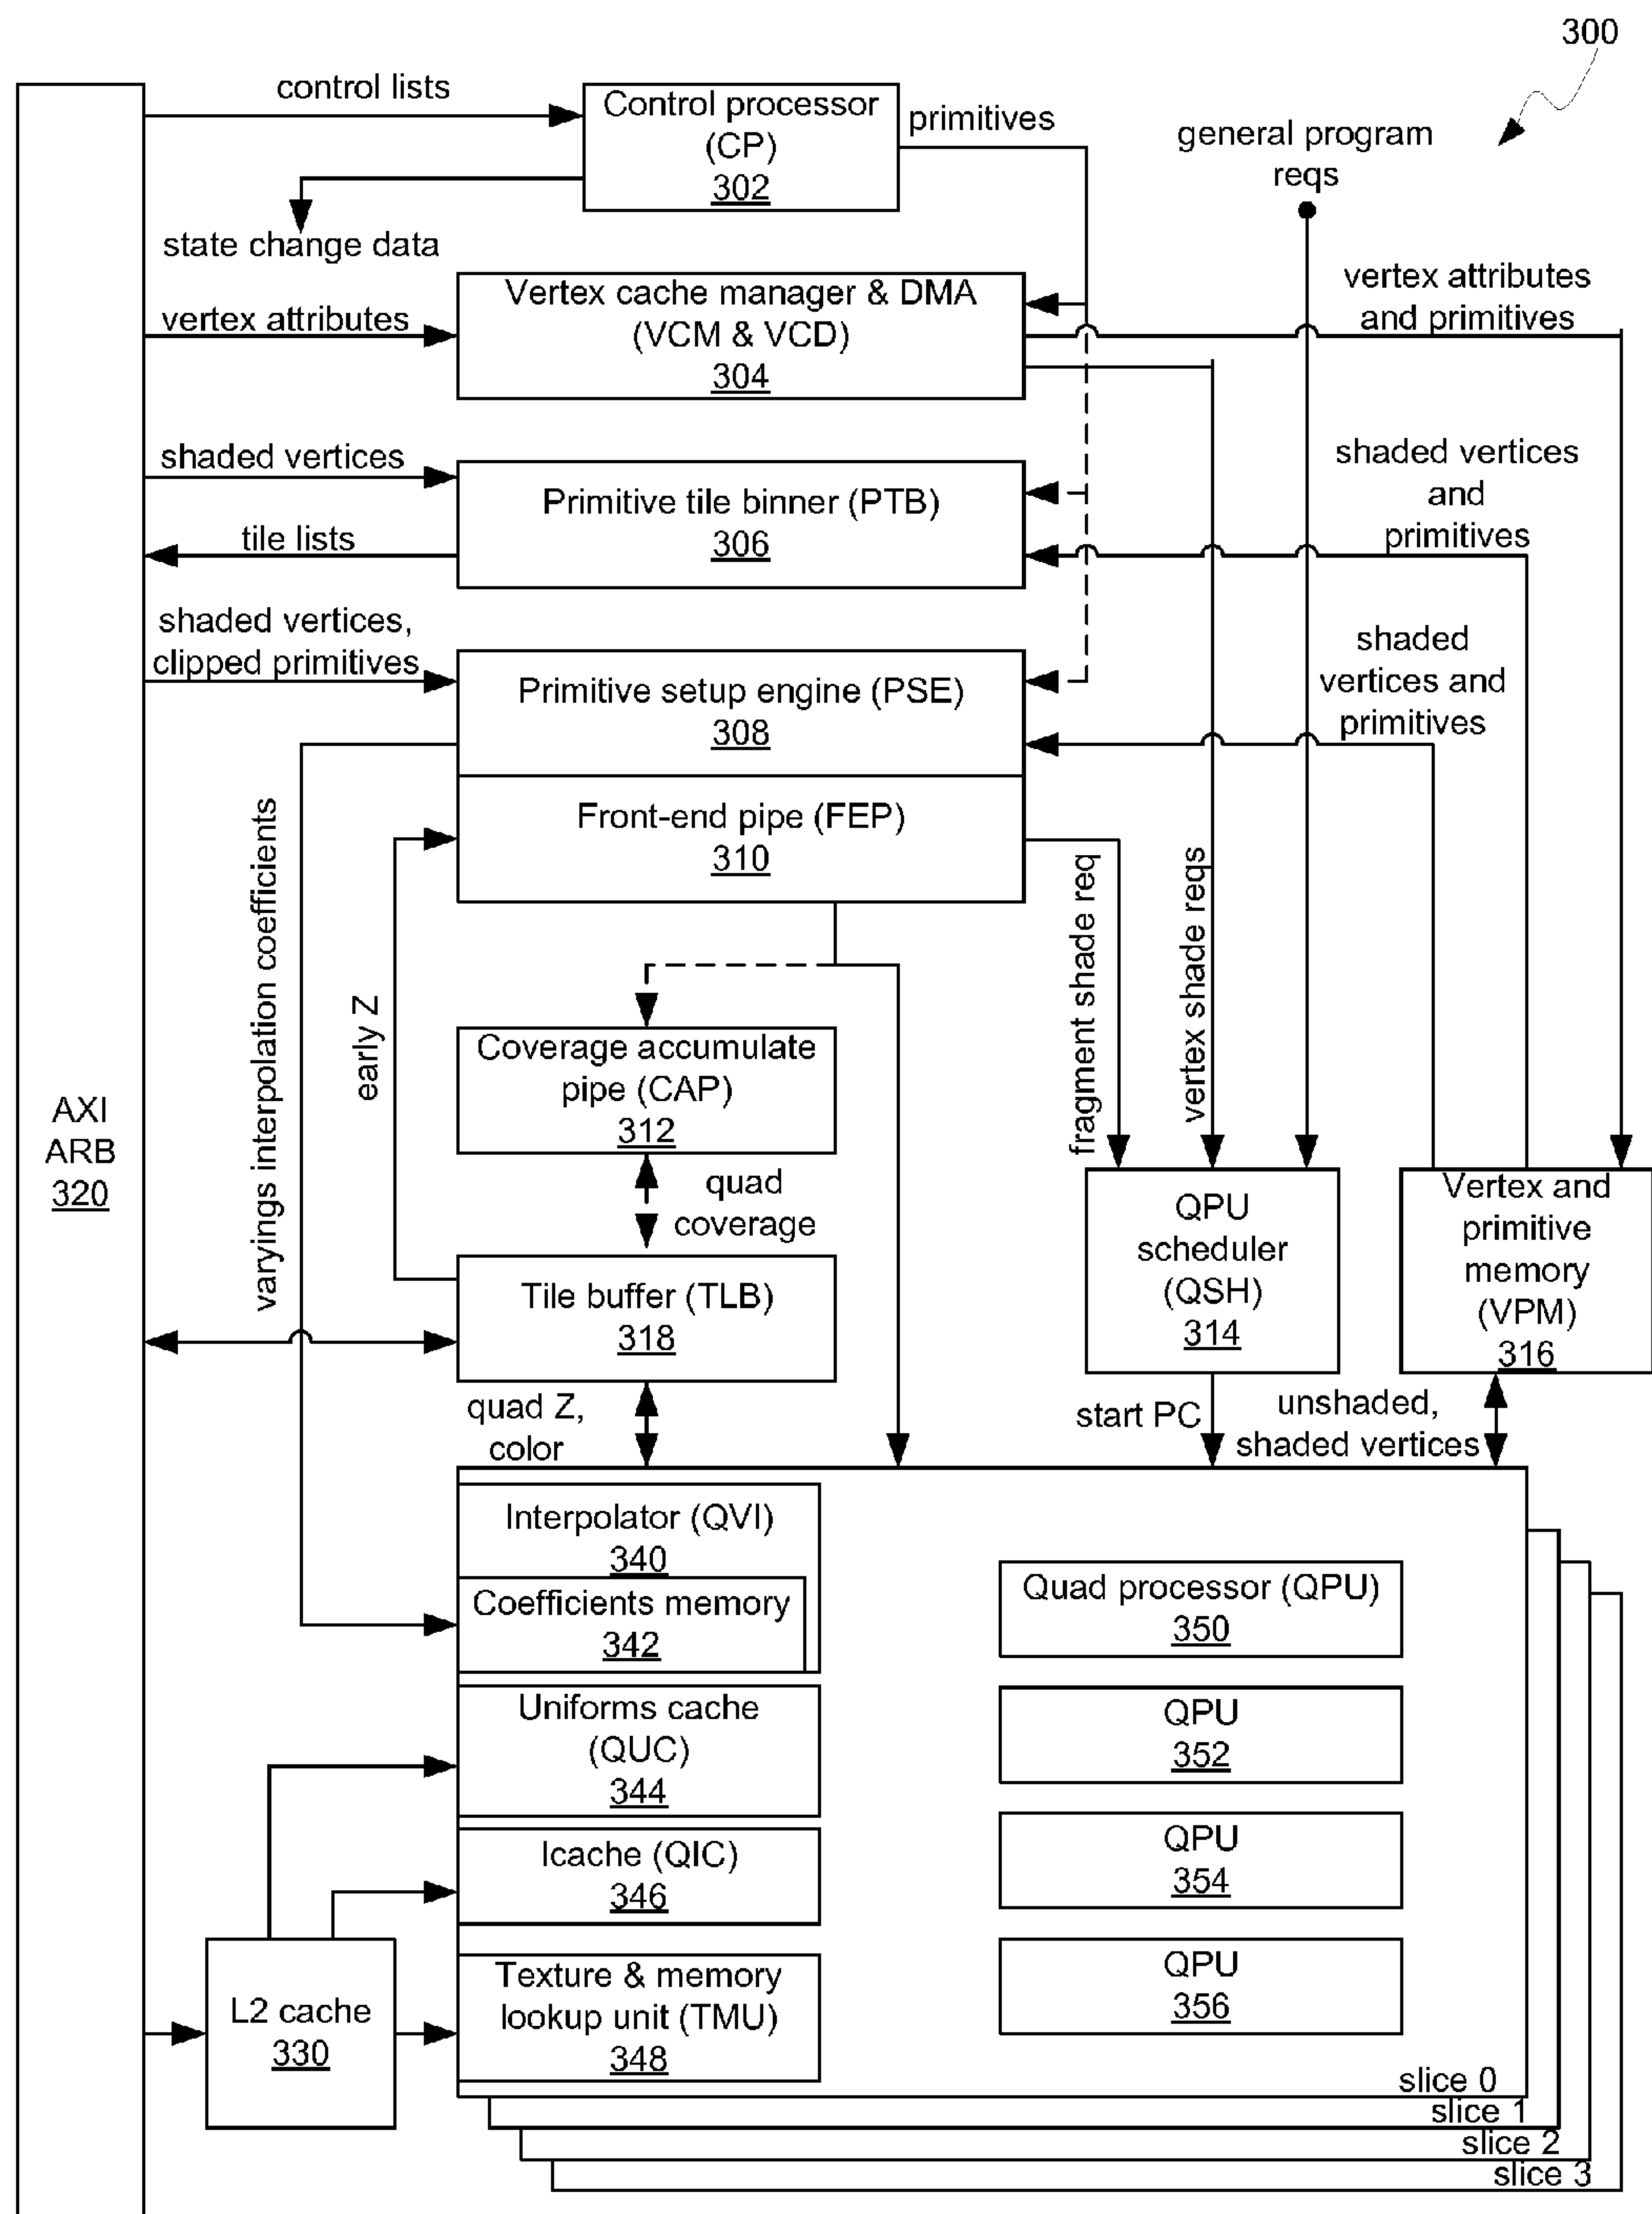 300
control lists
Control processor
(CP)
302
primitives
general program
reqs
state change data
vertex attributes
Vertex cache manager & DMA
(VCM & VCD)
304
vertex attributes
and primitives
shaded vertices
tile lists
Primitive tile binner (PTB)
306
shaded vertices
and
primitives
shaded vertices,
clipped primitives
Primitive setup engine (PSE)
308
shaded
vertices and
primitives
Front-end pipe (FEP)
310
varyings interpolation coefficients
early Z
fragment shade req
vertex shade reqs
Coverage accumulate
pipe (CAP)
312
AXI
ARB
320
quad
coverage
QPU
scheduler
(QSH)
314
Vertex and
primitive
memory
(VPM)
316
Tile buffer (TLB)
318
quad Z,
color
start PC
unshaded,
shaded vertices
Interpolator (QVI)
340
Coefficients memory
342
Quad processor (QPU)
350
Uniforms cache
(QUC)
344
QPU
352
Icache (QIC)
346
QPU
354
L2 cache
330
Texture & memory
lookup unit (TMU)
348
QPU
356
slice 0
slice 1
slice 2
slice 3